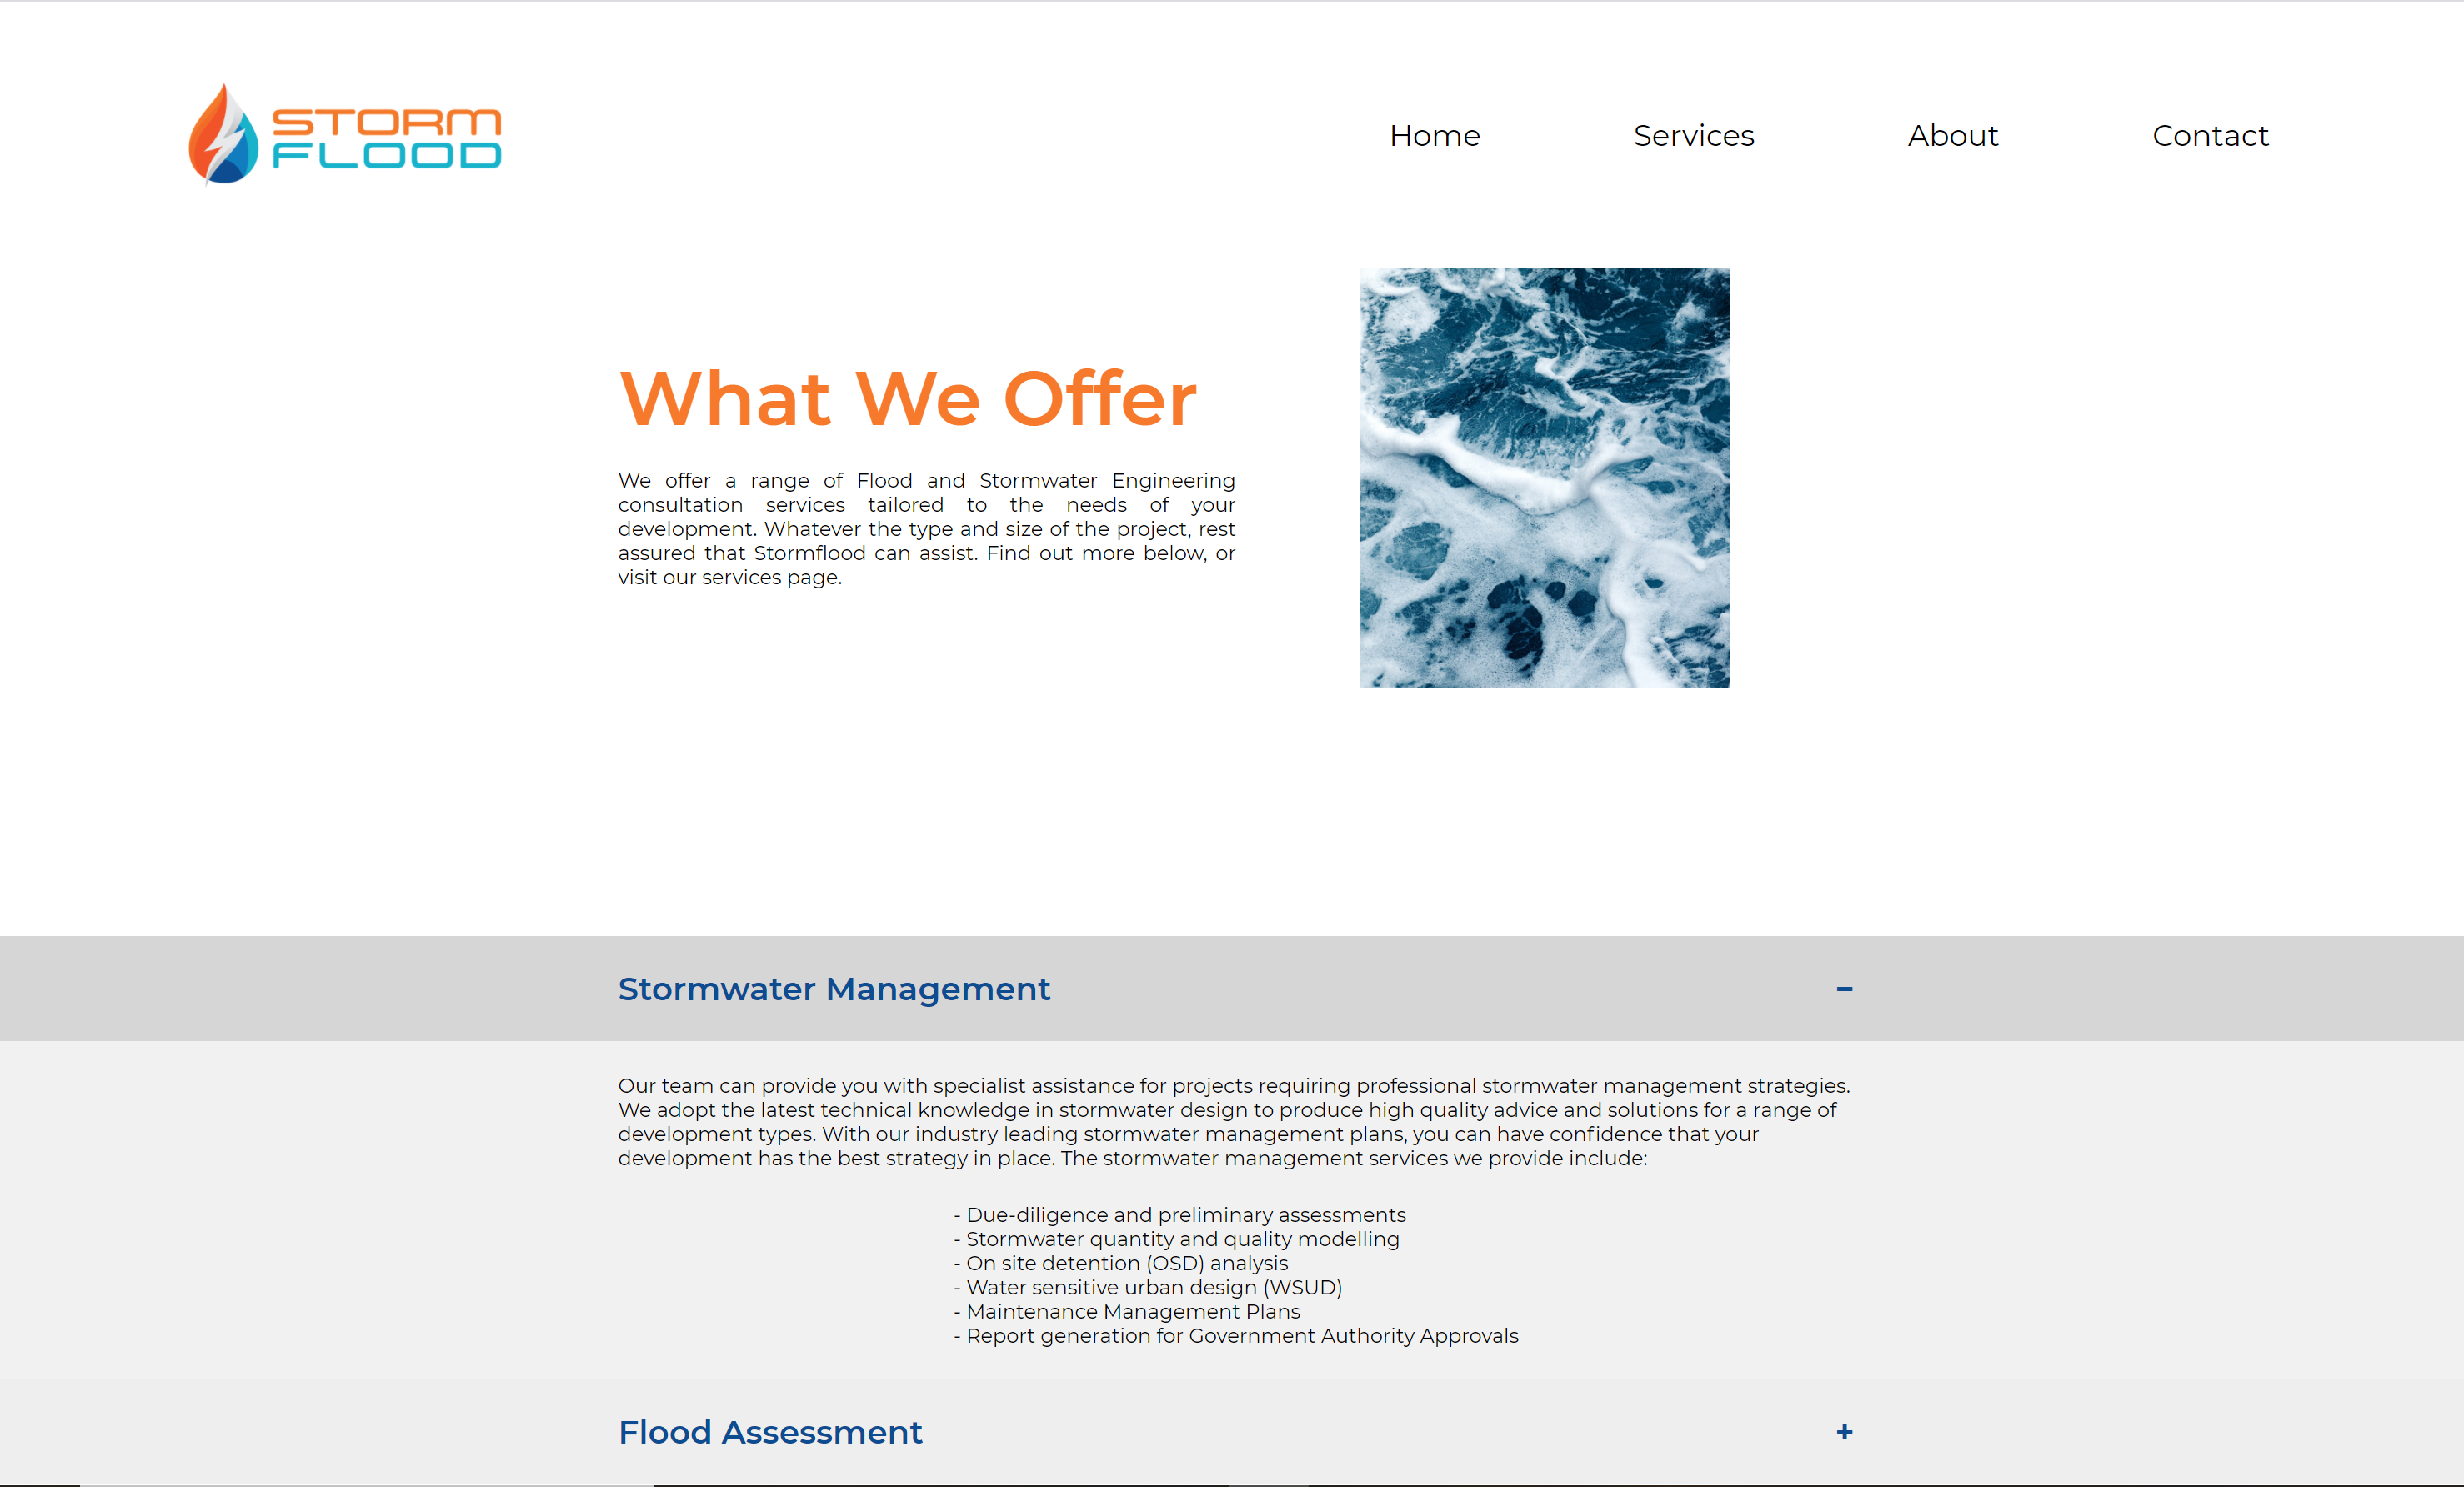 STORM
FLOOD
Home Services About Contact
What We Offer
We offer a range of Flood and Stormwater Engineering
consultation services tailored to the needs of your
development. Whatever the type and size of the project, rest
assured that Stormflood can assist. Find out more below, or
visit our services page.
Stormwater Management –
Our team can provide you with specialist assistance for projects requiring professional stormwater management strategies.
We adopt the latest technical knowledge in stormwater design to produce high quality advice and solutions for a range of
development types. With our industry leading stormwater management plans, you can have confidence that your
development has the best strategy in place. The stormwater management services we provide include:
- Due-diligence and preliminary assessments
- Stormwater quantity and quality modelling
- On site detention (OSD) analysis
- Water sensitive urban design (WSUD)
- Maintenance Management Plans
- Report generation for Government Authority Approvals
Flood Assessment +